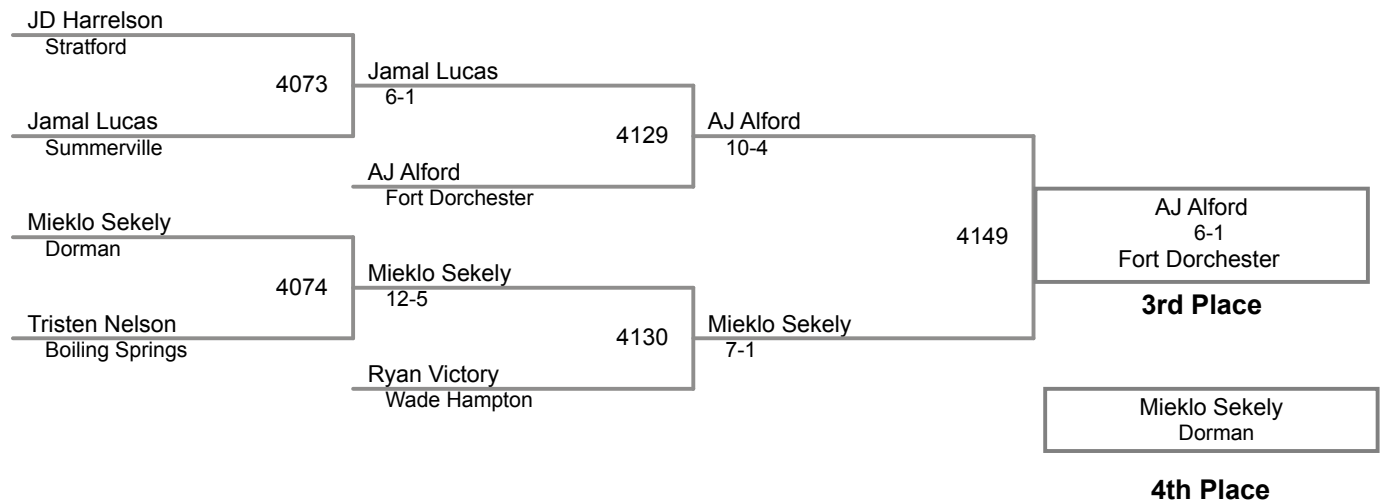 JD Harrelson
Stratford
4073
Jamal Lucas
6-1
Jamal Lucas
Summerville
4129
AJ Alford
10-4
AJ Alford
Fort Dorchester
Mieklo Sekely
Dorman
4149
AJ Alford
6-1
Fort Dorchester
3rd Place
4074
Mieklo Sekely
12-5
Tristen Nelson
Boiling Springs
4130
Mieklo Sekely
7-1
Ryan Victory
Wade Hampton
Mieklo Sekely
Dorman
4th Place